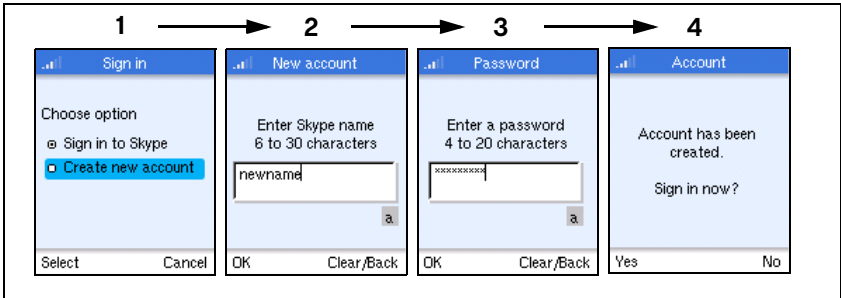 1 2 3 4
Sign in
Choose option
Sign in to Skype
Create new account
Select Cancel
New account
Enter Skype name
6 to 30 characters
newname
a
OK Clear/Back
Password
Enter a password
4 to 20 characters
×××××××××
a
OK Clear/Back
Account
Account has been
created.
Sign in now?
Yes No